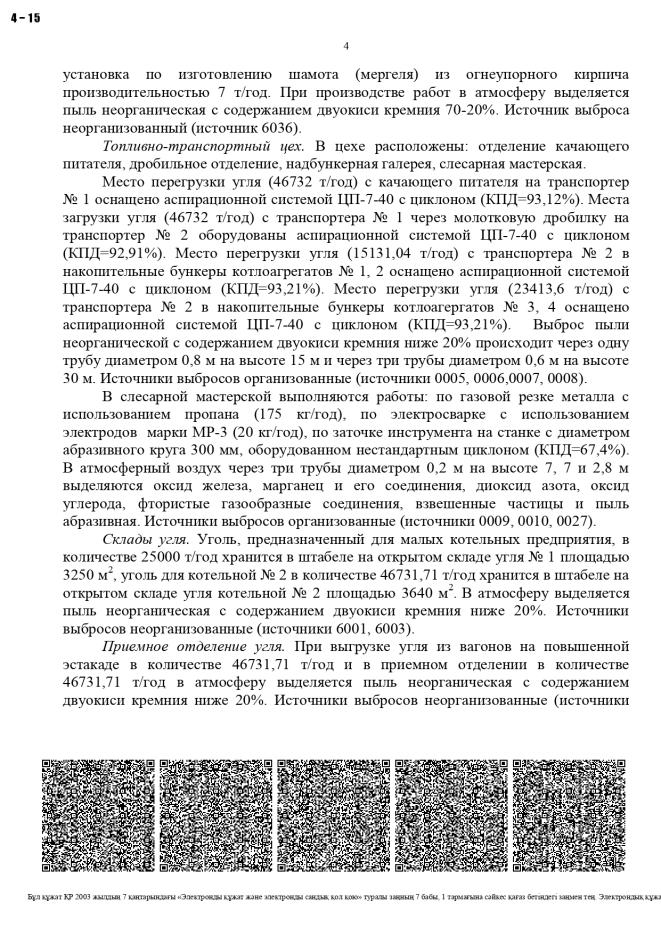 4 – 15
4
установка по изготовлению шамота (мергеля) из огнеупорного кирпича
производительностью 7 т/год. При производстве работ в атмосферу выделяется
пыль неорганическая с содержанием двуокиси кремния 70-20%. Источник выброса
неорганизованный (источник 6036).
Топливно-транспортный цех. В цехе расположены: отделение качающего
питателя, дробильное отделение, надбункерная галерея, слесарная мастерская.
Место перегрузки угля (46732 т/год) с качающего питателя на транспортер
№ 1 оснащено аспирационной системой ЦП-7-40 с циклоном (КПД=93,12%). Места
загрузки угля (46732 т/год) с транспортера № 1 через молотковую дробилку на
транспортер № 2 оборудованы аспирационной системой ЦП-7-40 с циклоном
(КПД=92,91%). Место перегрузки угля (15131,04 т/год) с транспортера № 2 в
накопительные бункеры котлоагрегатов № 1, 2 оснащено аспирационной системой
ЦП-7-40 с циклоном (КПД=93,21%). Место перегрузки угля (23413,6 т/год) с
транспортера № 2 в накопительные бункеры котлоагергатов № 3, 4 оснащено
аспирационной системой ЦП-7-40 с циклоном (КПД=93,21%). Выброс пыли
неорганической с содержанием двуокиси кремния ниже 20% происходит через одну
трубу диаметром 0,8 м на высоте 15 м и через три трубы диаметром 0,6 м на высоте
30 м. Источники выбросов организованные (источники 0005, 0006,0007, 0008).
В слесарной мастерской выполняются работы: по газовой резке металла с
использованием пропана (175 кг/год), по электросварке с использованием
электродов марки МР-3 (20 кг/год), по заточке инструмента на станке с диаметром
абразивного круга 300 мм, оборудованном нестандартным циклоном (КПД=67,4%).
В атмосферный воздух через три трубы диаметром 0,2 м на высоте 7, 7 и 2,8 м
выделяются оксид железа, марганец и его соединения, диоксид азота, оксид
углерода, фтористые газообразные соединения, взвешенные частицы и пыль
абразивная. Источники выбросов организованные (источники 0009, 0010, 0027).
Склады угля. Уголь, предназначенный для малых котельных предприятия, в
количестве 25000 т/год хранится в штабеле на открытом складе угля № 1 площадью
3250 м², уголь для котельной № 2 в количестве 46731,71 т/год хранится в штабеле на
открытом складе угля котельной № 2 площадью 3640 м². В атмосферу выделяется
пыль неорганическая с содержанием двуокиси кремния ниже 20%. Источники
выбросов неорганизованные (источники 6001, 6003).
Приемное отделение угля. При выгрузке угля из вагонов на повышенной
эстакаде в количестве 46731,71 т/год и в приемном отделении в количестве
46731,71 т/год в атмосферу выделяется пыль неорганическая с содержанием
двуокиси кремния ниже 20%. Источники выбросов неорганизованные (источники
Бұл құжат ҚР 2003 жылдың 7 қаңтарындағы «Электронды құжат және электронды сандық қол қою» туралы заңның 7 бабы, 1 тармағына сәйкес қағаз бетіндегі заңмен тең. Электрондық құжа